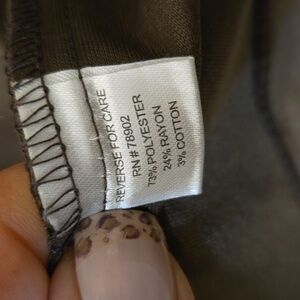 REVERSE FOR CARE
RN # 78902
73% POLYESTER
24% RAYON
3% COTTON